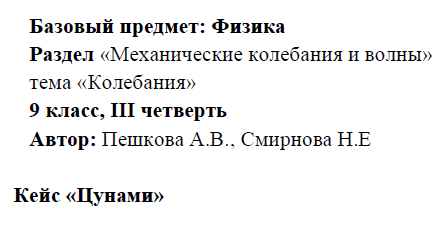 Базовый предмет: Физика
Раздел «Механические колебания и волны»
тема «Колебания»
9 класс, III четверть
Автор: Пешкова А.В., Смирнова Н.Е
Кейс «Цунами»